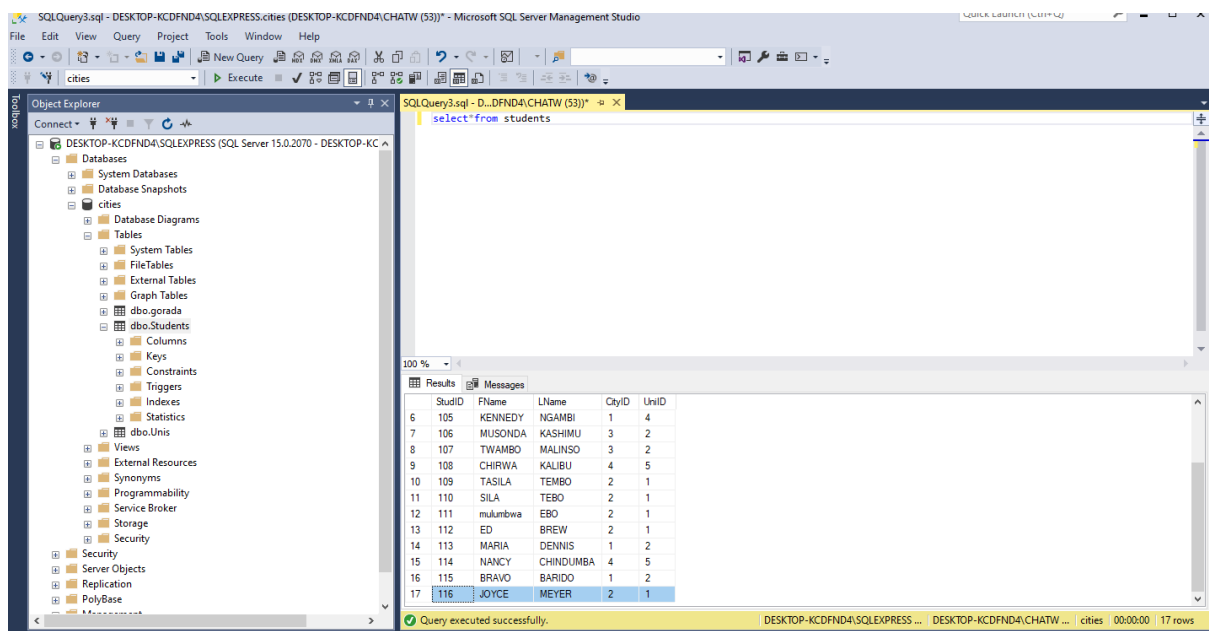 SQLQuery3.sql - DESKTOP-KCDFND4\SQLEXPRESS.cities (DESKTOP-KCDFND4\CHATW (53))* - Microsoft SQL Server Management Studio
Quick Launch (Ctrl+Q)
File Edit View Query Project Tools Window Help
New Query MDX DMX XMLA DAX
cities Execute
Toolbox
Object Explorer
Connect
DESKTOP-KCDFND4\SQLEXPRESS (SQL Server 15.0.2070 - DESKTOP-KC
Databases
System Databases
Database Snapshots
cities
Database Diagrams
Tables
System Tables
FileTables
External Tables
Graph Tables
dbo.gorada
dbo.Students
Columns
Keys
Constraints
Triggers
Indexes
Statistics
dbo.Unis
Views
External Resources
Synonyms
Programmability
Service Broker
Storage
Security
Security
Server Objects
Replication
PolyBase
Management
SQLQuery3.sql - D...DFND4\CHATW (53))*
select*from students
100 %
Results Messages
StudID FName LName CityID UniID
6 105 KENNEDY NGAMBI 1 4
7 106 MUSONDA KASHIMU 3 2
8 107 TWAMBO MALINSO 3 2
9 108 CHIRWA KALIBU 4 5
10 109 TASILA TEMBO 2 1
11 110 SILA TEBO 2 1
12 111 mulumbwa EBO 2 1
13 112 ED BREW 2 1
14 113 MARIA DENNIS 1 2
15 114 NANCY CHINDUMBA 4 5
16 115 BRAVO BARIDO 1 2
17 116 JOYCE MEYER 2 1
Query executed successfully. DESKTOP-KCDFND4\SQLEXPRESS ... DESKTOP-KCDFND4\CHATW ... cities 00:00:00 17 rows